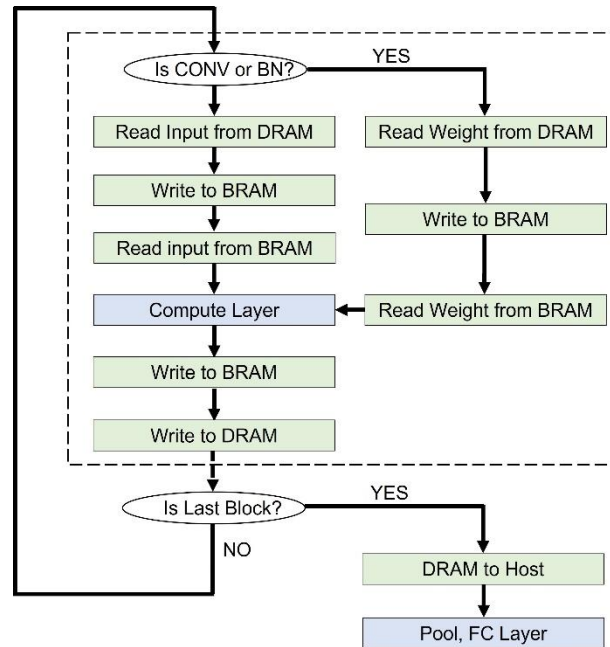 Is CONV or BN?
YES
Read Input from DRAM
Read Weight from DRAM
Write to BRAM
Write to BRAM
Read input from BRAM
Compute Layer
Read Weight from BRAM
Write to BRAM
Write to DRAM
Is Last Block?
YES
NO
DRAM to Host
Pool, FC Layer